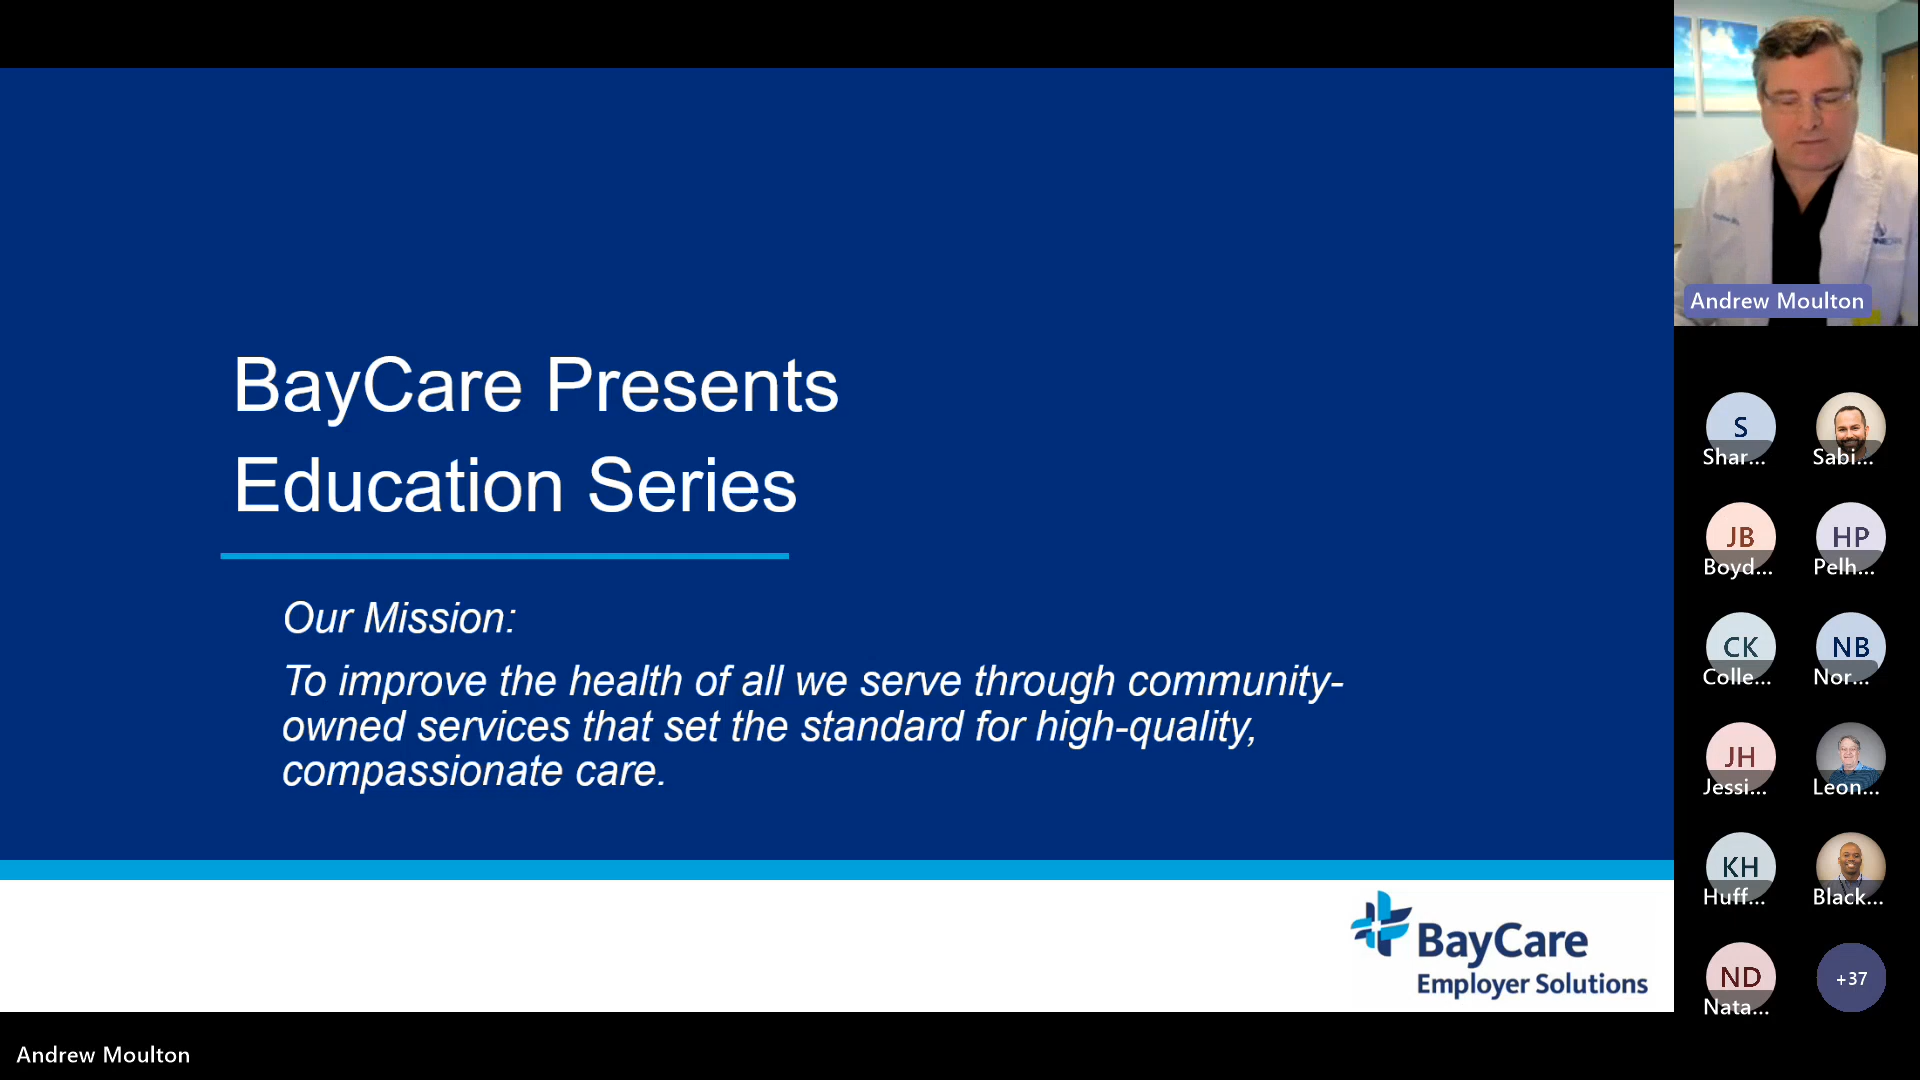 BayCare Presents
Education Series
Our Mission:
To improve the health of all we serve through community-
owned services that set the standard for high-quality,
compassionate care.
BayCare
Employer Solutions
Andrew Moulton
Andrew Moulton
S
Shar...
Sabi...
JB
Boyd...
HP
Pelh...
CK
Colle...
NB
Nor...
JH
Jessi...
Leon...
KH
Huff...
Black...
ND
Nata...
+37